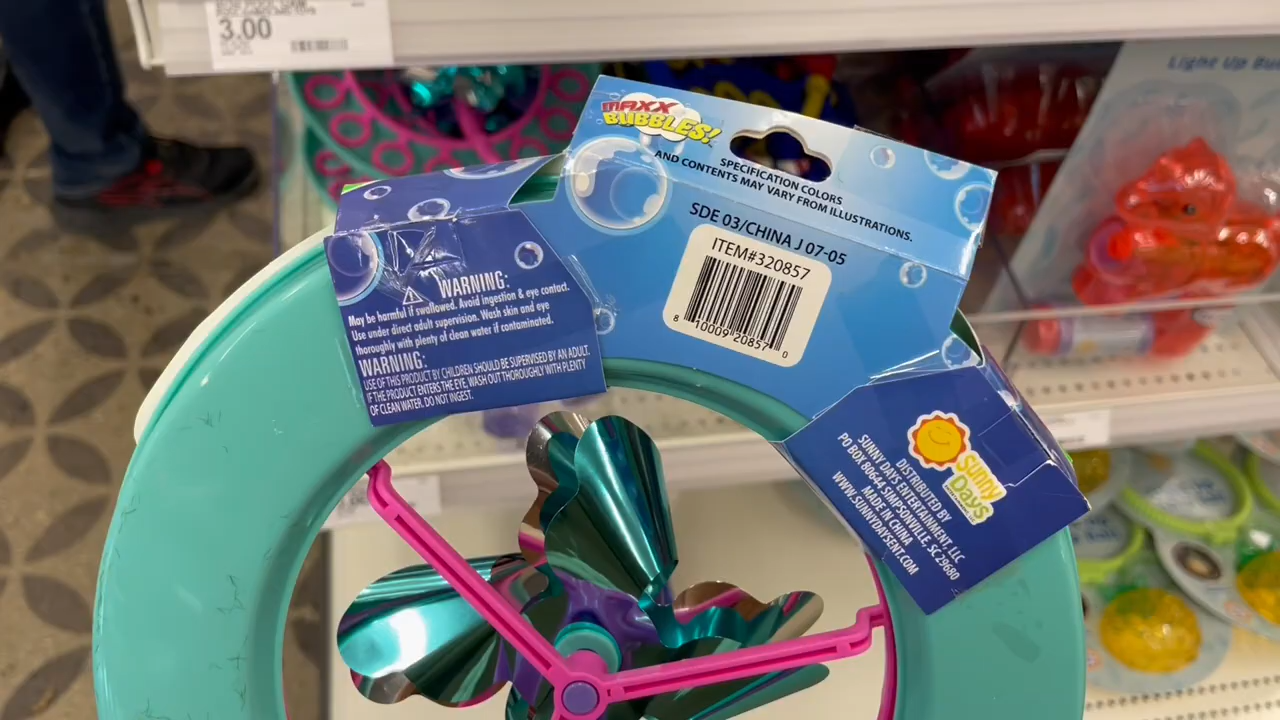 3.00
Light Up Bubbl
MAXX
BUBBLES!
SPECIFICATION COLORS
AND CONTENTS MAY VARY FROM ILLUSTRATIONS.
SDE 03/CHINA J 07-05
ITEM#320857
8 10009 20857 0
WARNING:
May be harmful if swallowed. Avoid ingestion & eye contact.
Use under direct adult supervision. Wash skin and eye
thoroughly with plenty of clean water if contaminated.
WARNING:
USE OF THIS PRODUCT BY CHILDREN SHOULD BE SUPERVISED BY AN ADULT.
IF THE PRODUCT ENTERS THE EYE, WASH OUT THOROUGHLY WITH PLENTY
OF CLEAN WATER. DO NOT INGEST.
Sunny
Days
DISTRIBUTED BY
SUNNY DAYS ENTERTAINMENT, LLC
PO BOX 80644 SIMPSONVILLE, SC 29680
MADE IN CHINA
WWW.SUNNYDAYSENT.COM